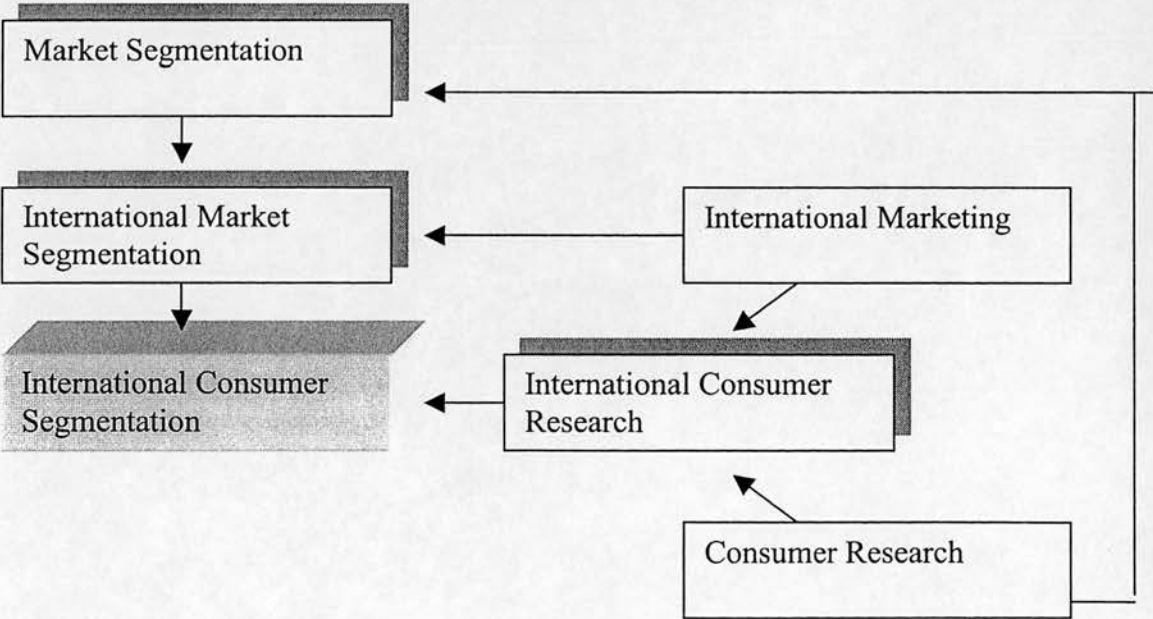 Market Segmentation
International Market
Segmentation
International Marketing
International Consumer
Segmentation
International Consumer
Research
Consumer Research